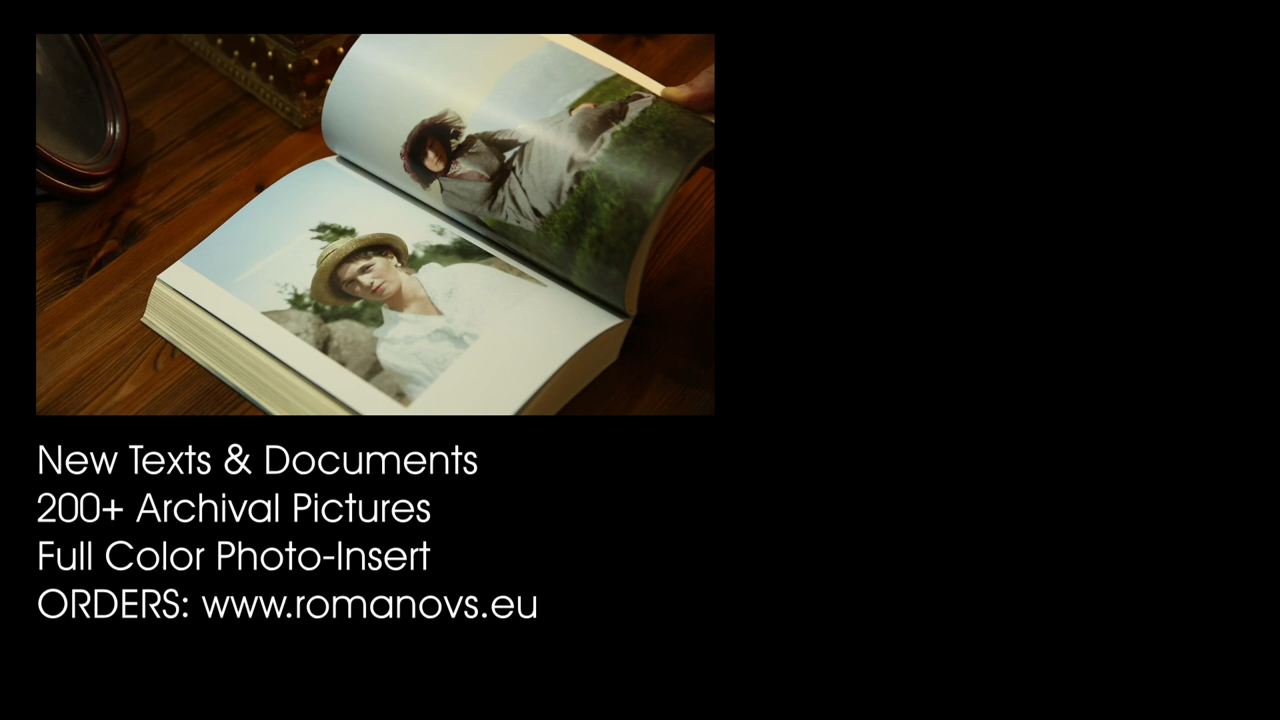 New Texts & Documents
200+ Archival Pictures
Full Color Photo-Insert
ORDERS: www.romanovs.eu